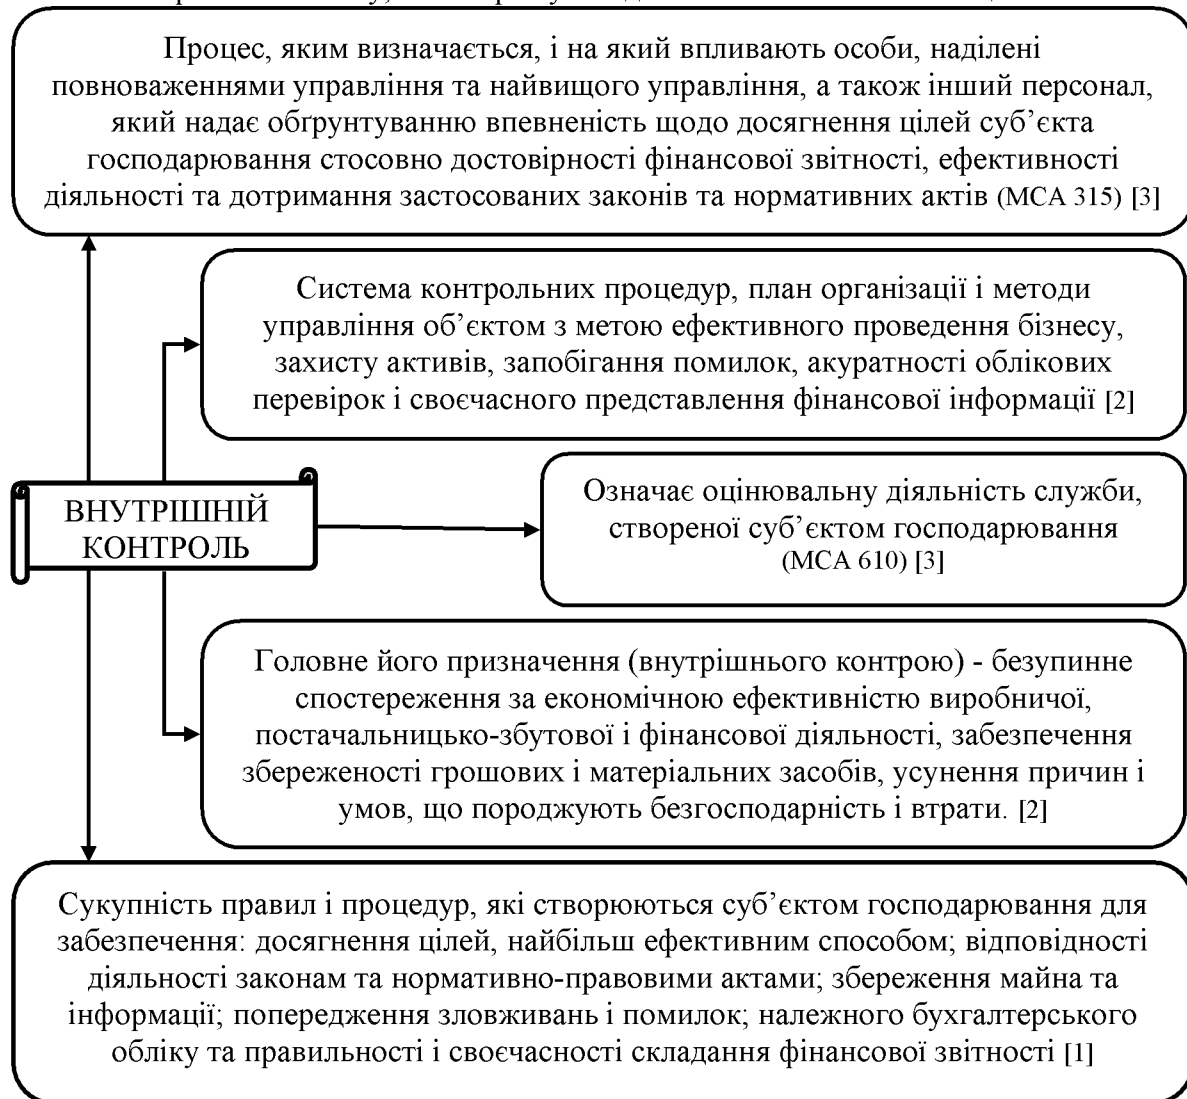 Процес, яким визначається, і на який впливають особи, наділені
повноваженнями управління та найвищого управління, а також інший персонал,
який надає обґрунтуванню впевненість щодо досягнення цілей суб’єкта
господарювання стосовно достовірності фінансової звітності, ефективності
діяльності та дотримання застосованих законів та нормативних актів (МСА 315) [3]
Система контрольних процедур, план організації і методи
управління об’єктом з метою ефективного проведення бізнесу,
захисту активів, запобігання помилок, акуратності облікових
перевірок і своєчасного представлення фінансової інформації [2]
ВНУТРІШНІЙ
КОНТРОЛЬ
Означає оцінювальну діяльність служби,
створеної суб’єктом господарювання
(МСА 610) [3]
Головне його призначення (внутрішнього контрою) - безупинне
спостереження за економічною ефективністю виробничої,
постачальницько-збутової і фінансової діяльності, забезпечення
збереженості грошових і матеріальних засобів, усунення причин і
умов, що породжують безгосподарність і втрати. [2]
Сукупність правил і процедур, які створюються суб’єктом господарювання для
забезпечення: досягнення цілей, найбільш ефективним способом; відповідності
діяльності законам та нормативно-правовими актами; збереження майна та
інформації; попередження зловживань і помилок; належного бухгалтерського
обліку та правильності і своєчасності складання фінансової звітності [1]